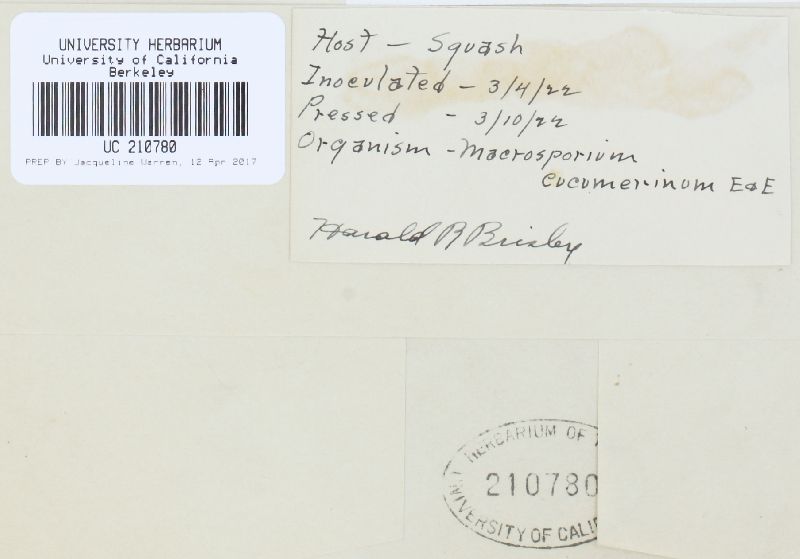 UNIVERSITY HERBARIUM
University of California
Berkeley
UC 210780
PREP BY Jacqueline Warren, 12 Apr 2017
Host - Squash
Inoculated - 3/4/22
Pressed - 3/10/22
Organism - Macrosporium
cucumerinum E&E
Harald R Brisley
HERBARIUM OF
210780
UNIVERSITY OF CALIF